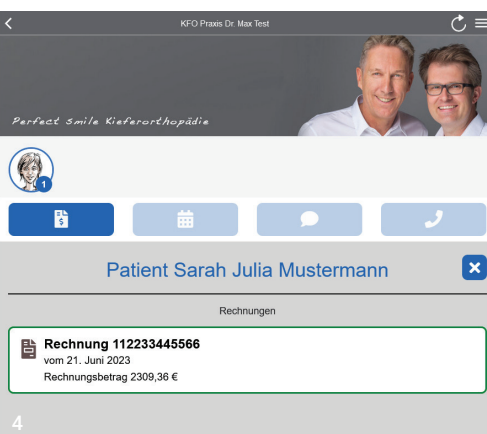 KFO Praxis Dr. Max Test
Perfect smile Kieferorthopädie
1
$
Patient Sarah Julia Mustermann
Rechnungen
Rechnung 112233445566
vom 21. Juni 2023
Rechnungsbetrag 2309,36 €
4